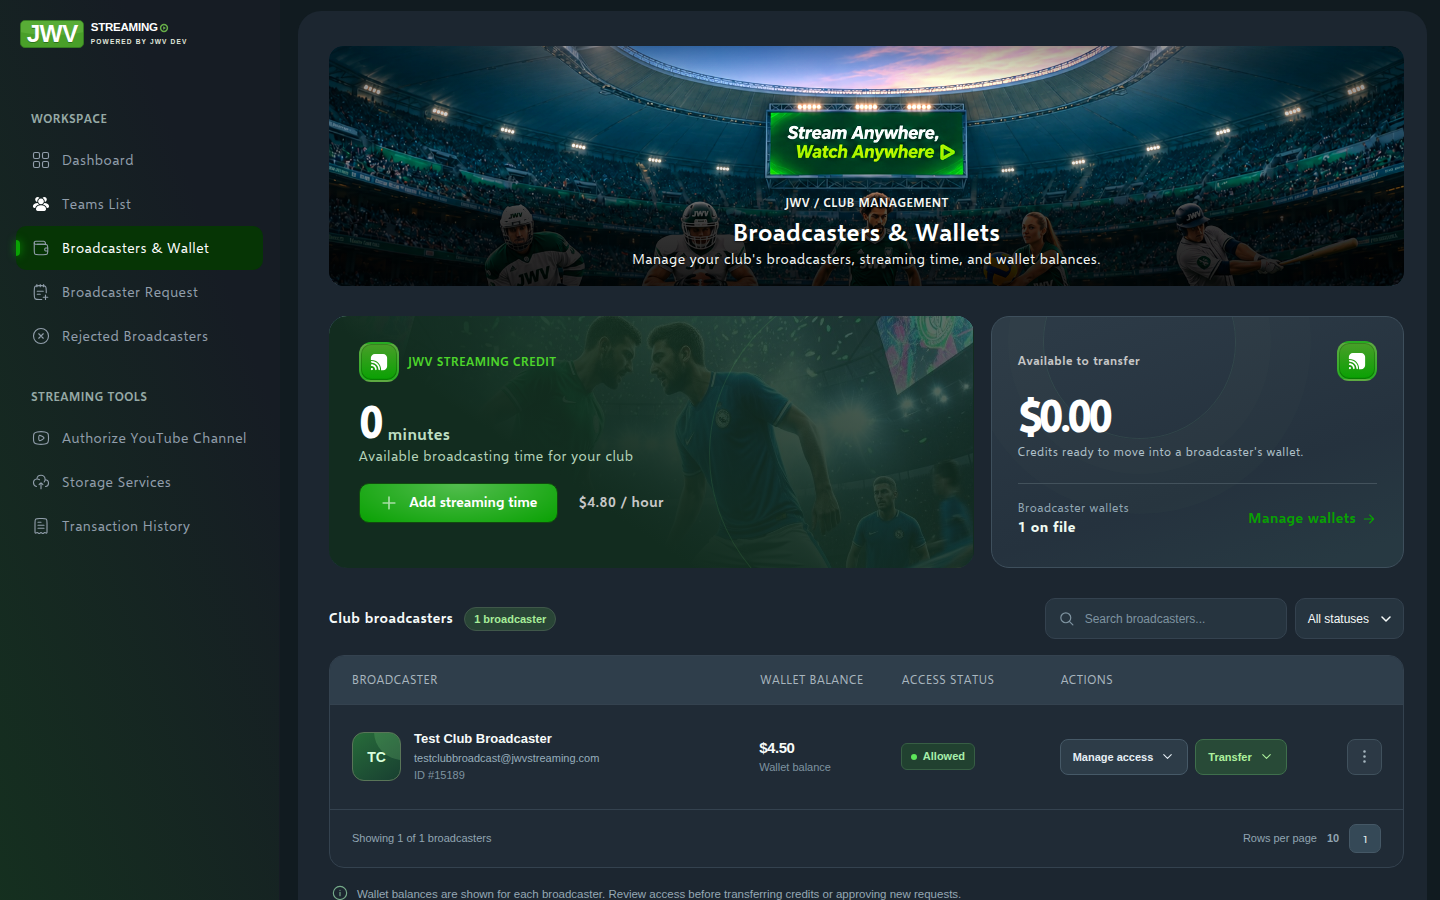 JWV STREAMING
POWERED BY JWV DEV
WORKSPACE
Dashboard
Teams List
Broadcasters & Wallet
Broadcaster Request
Rejected Broadcasters
STREAMING TOOLS
Authorize YouTube Channel
Storage Services
Transaction History
Stream Anywhere,
Watch Anywhere
JWV / CLUB MANAGEMENT
Broadcasters & Wallets
Manage your club's broadcasters, streaming time, and wallet balances.
JWV
JWV
JWV
JWV STREAMING CREDIT
0 minutes
Available broadcasting time for your club
Add streaming time
$4.80 / hour
Available to transfer
$0.00
Credits ready to move into a broadcaster's wallet.
Broadcaster wallets
1 on file
Manage wallets →
Club broadcasters
1 broadcaster
Search broadcasters...
All statuses
BROADCASTER WALLET BALANCE ACCESS STATUS ACTIONS
TC
Test Club Broadcaster
testclubbroadcast@jwvstreaming.com
ID #15189
$4.50
Wallet balance
Allowed
Manage access
Transfer
Showing 1 of 1 broadcasters
Rows per page 10 1
Wallet balances are shown for each broadcaster. Review access before transferring credits or approving new requests.